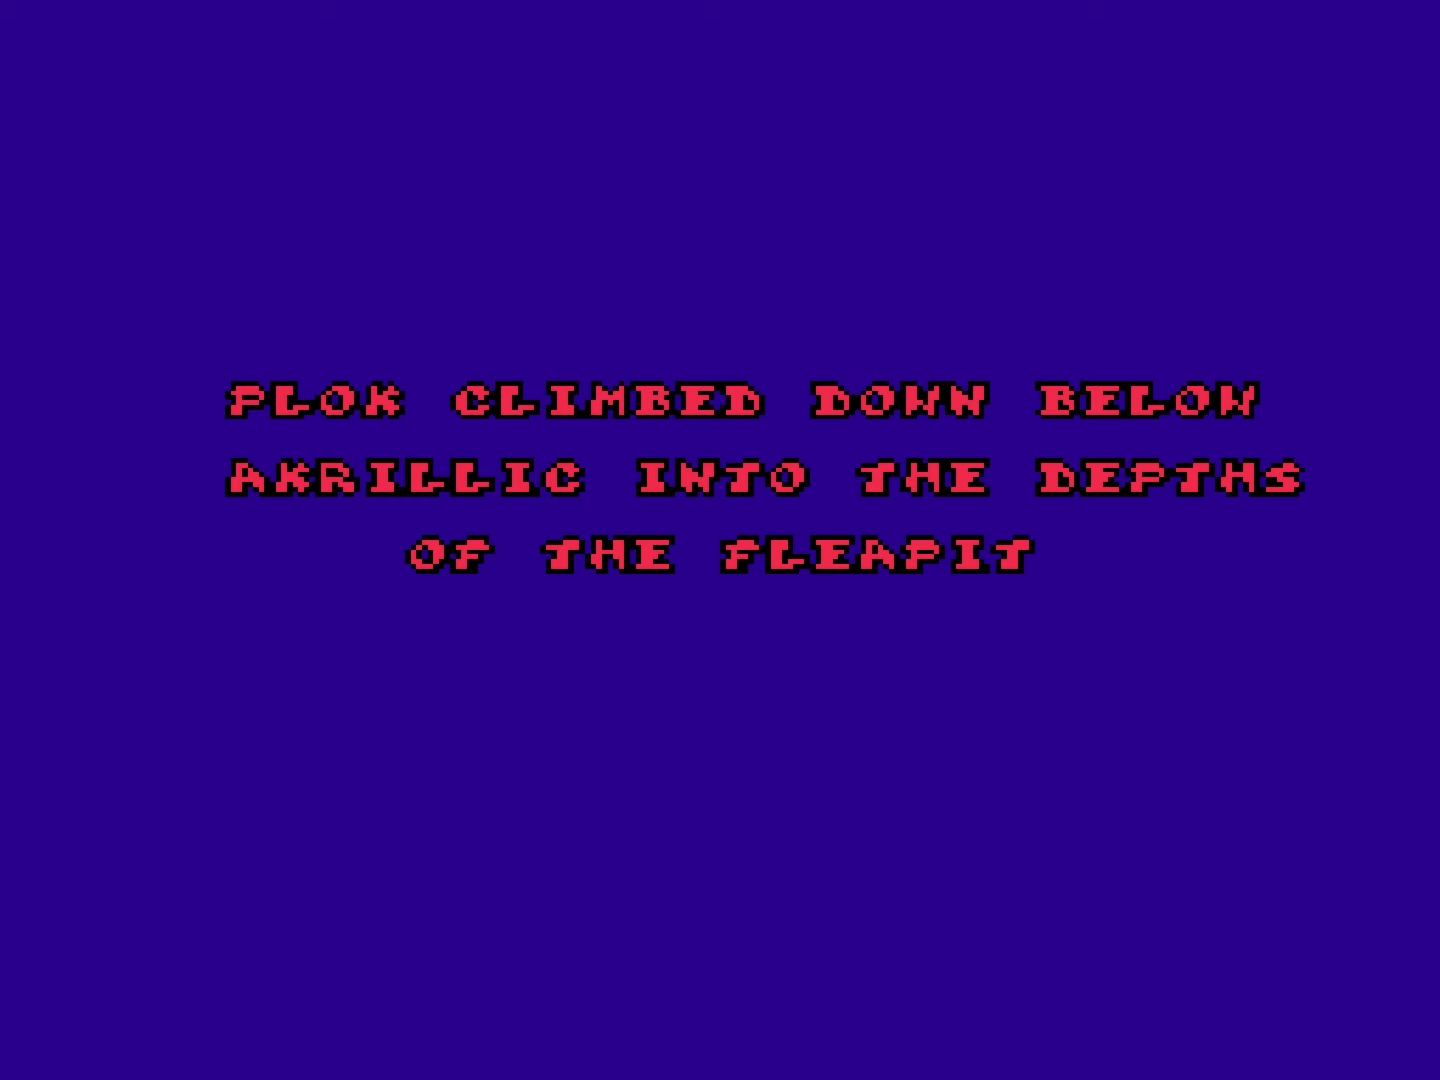 PLOK CLIMBED DOWN BELOW
AKRILLIC INTO THE DEPTHS
OF THE FLEAPIT